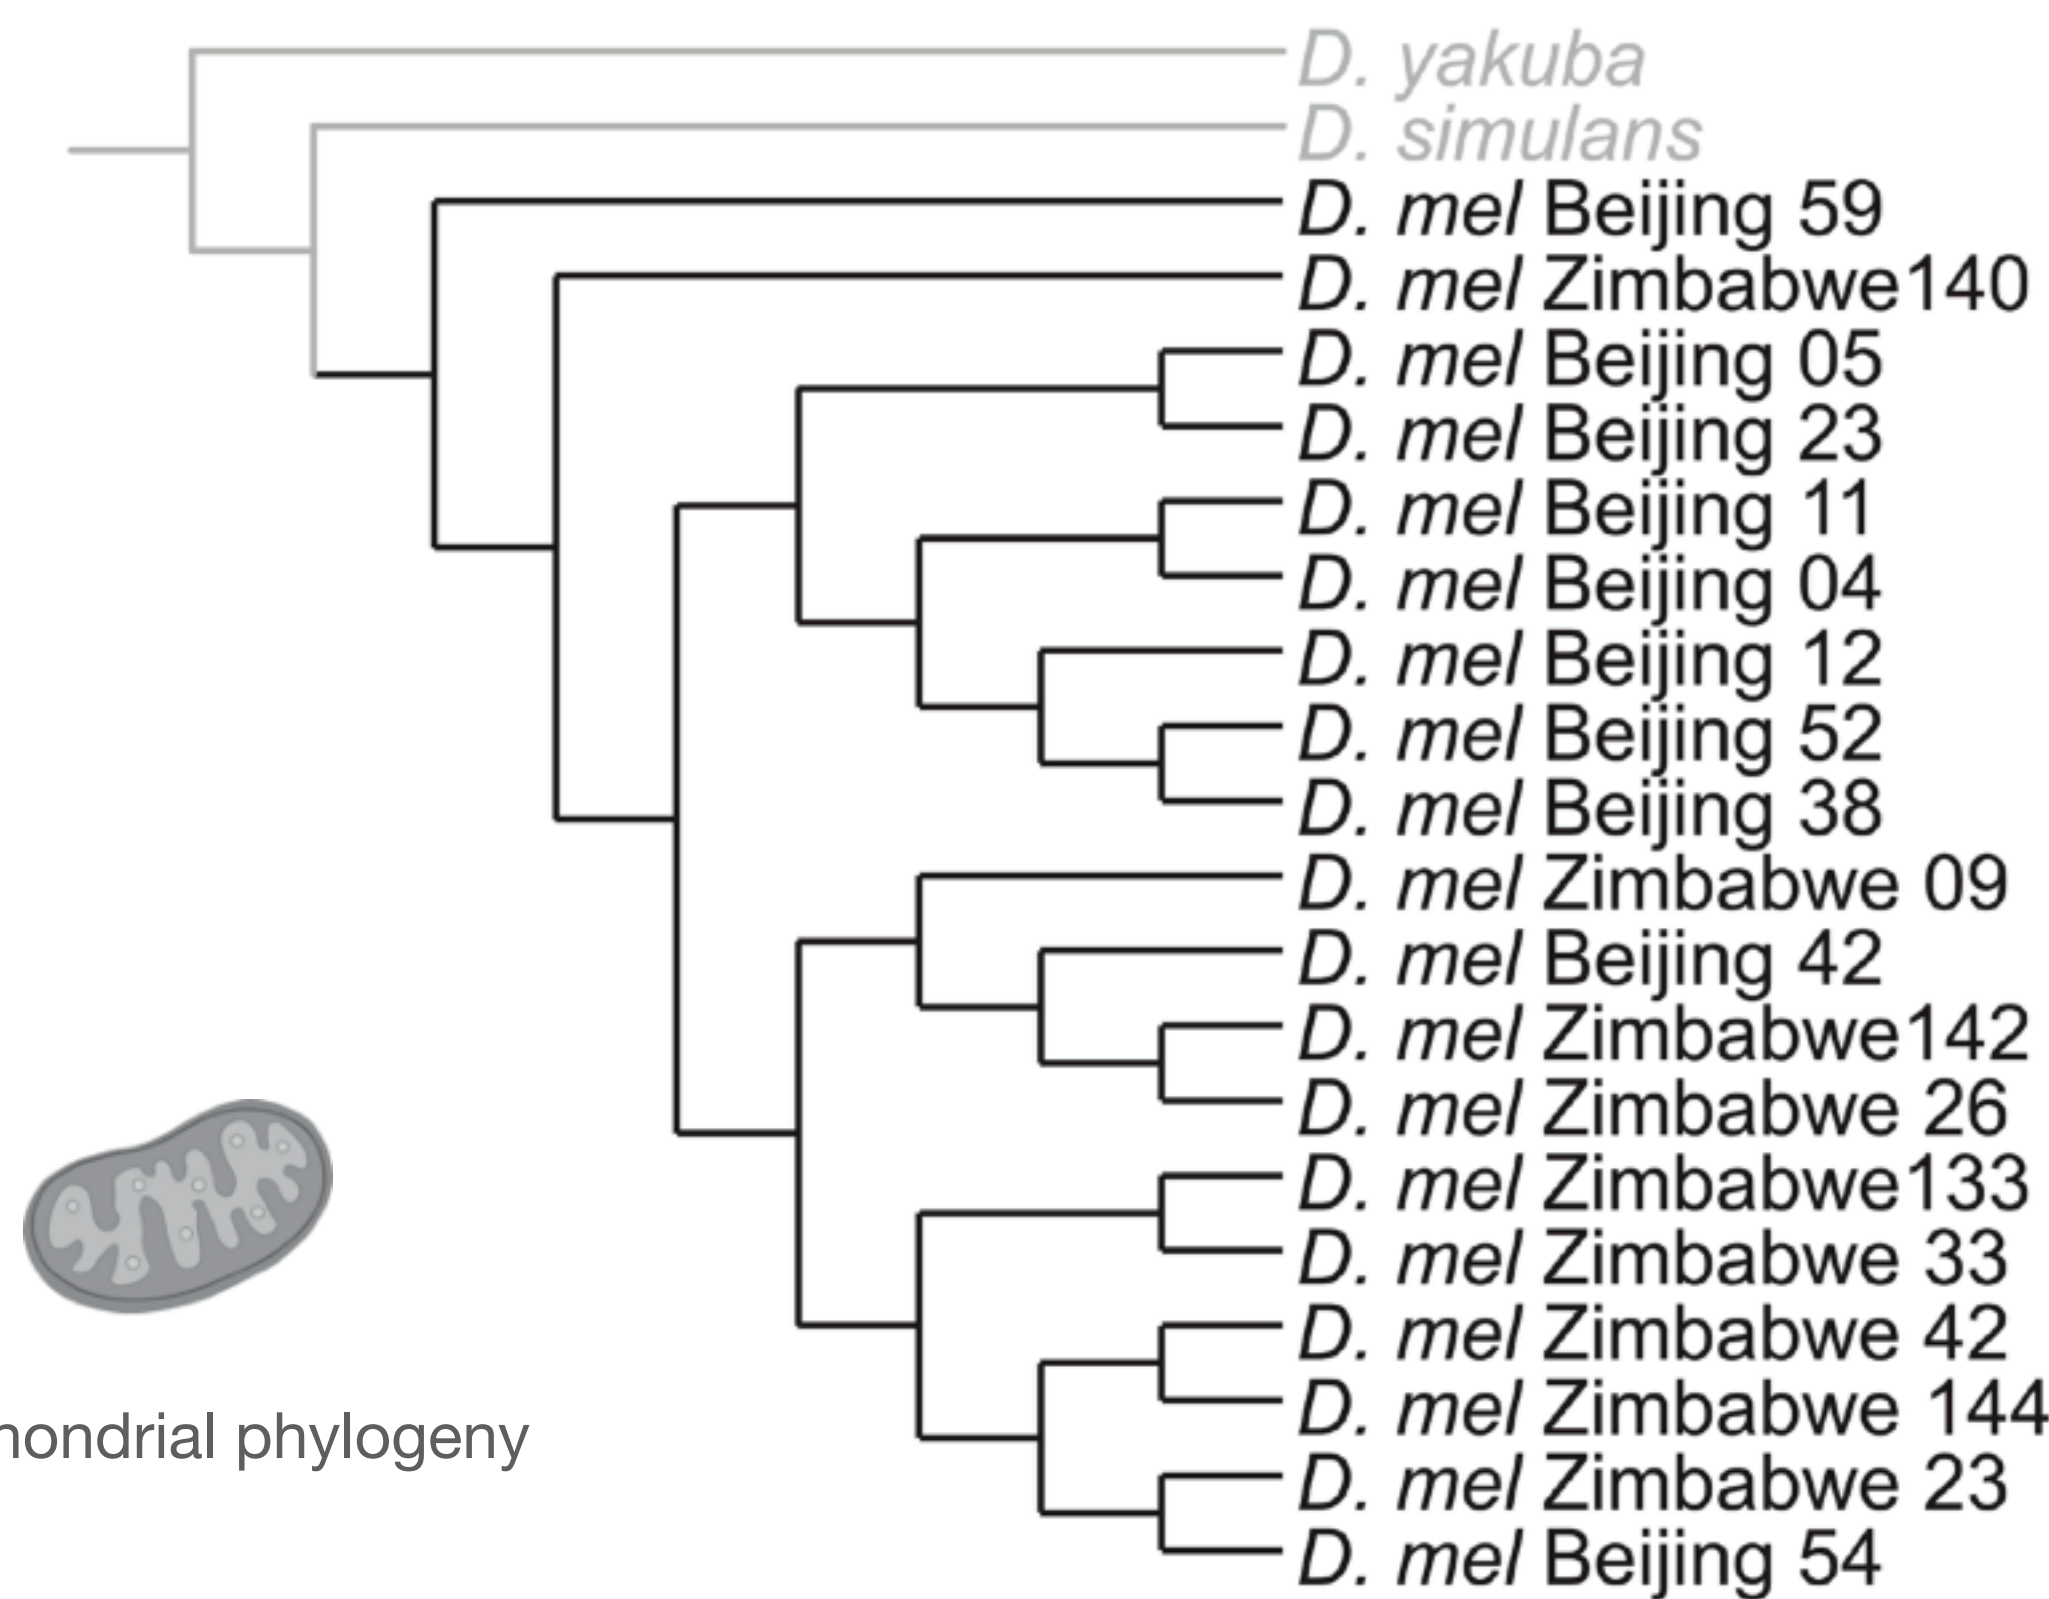 D. yakuba
D. simulans
D. mel Beijing 59
D. mel Zimbabwe140
D. mel Beijing 05
D. mel Beijing 23
D. mel Beijing 11
D. mel Beijing 04
D. mel Beijing 12
D. mel Beijing 52
D. mel Beijing 38
D. mel Zimbabwe 09
D. mel Beijing 42
D. mel Zimbabwe142
D. mel Zimbabwe 26
D. mel Zimbabwe133
D. mel Zimbabwe 33
D. mel Zimbabwe 42
D. mel Zimbabwe 144
hondrial phylogeny
D. mel Zimbabwe 23
D. mel Beijing 54